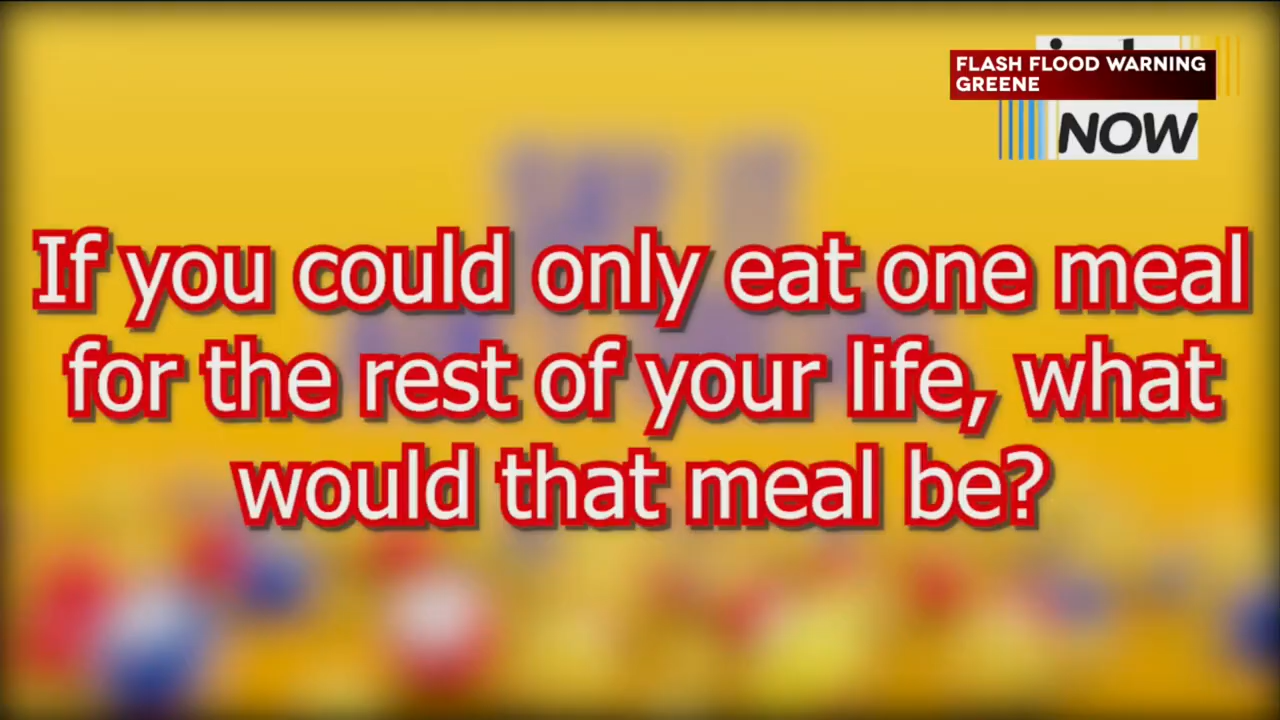 FLASH FLOOD WARNING
GREENE
NOW
If you could only eat one meal
for the rest of your life, what
would that meal be?